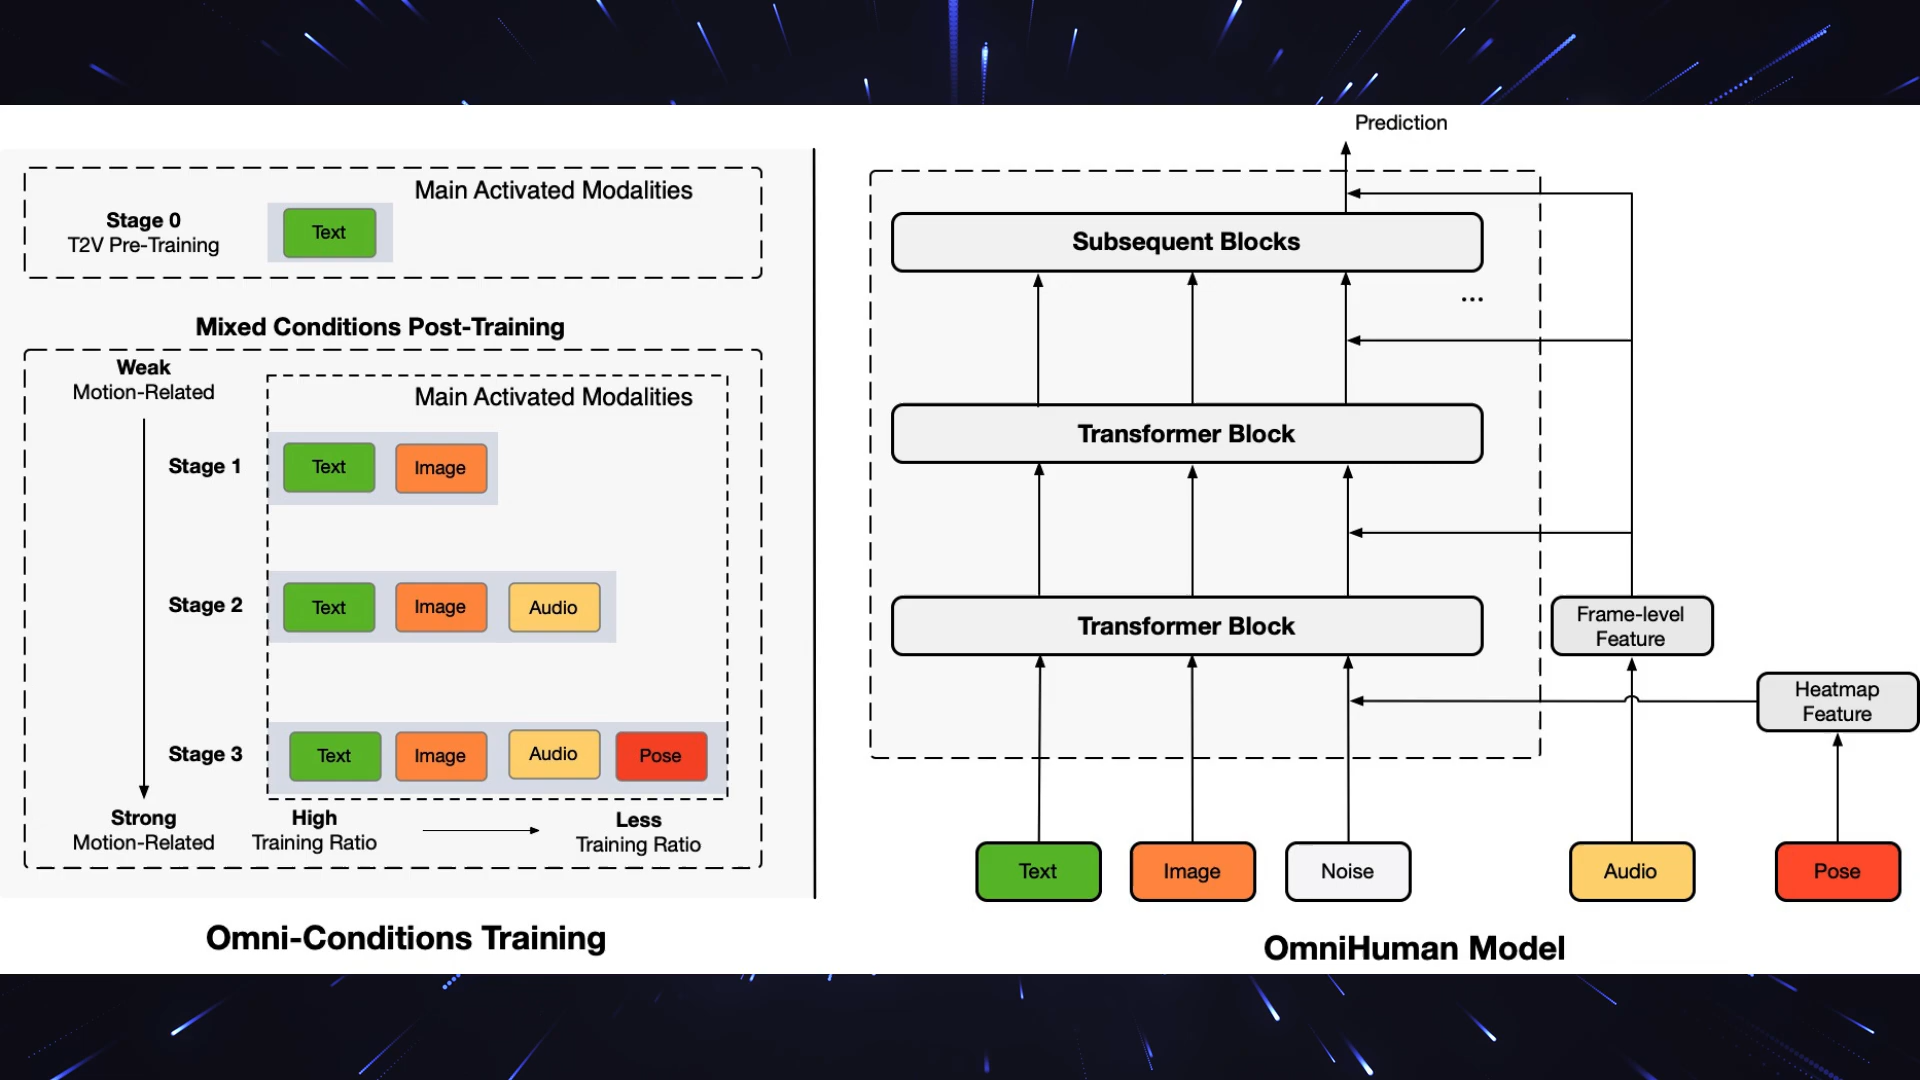 Main Activated Modalities
Stage 0
T2V Pre-Training
Text
Mixed Conditions Post-Training
Weak
Motion-Related
Main Activated Modalities
Stage 1
Text
Image
Stage 2
Text
Image
Audio
Stage 3
Text
Image
Audio
Pose
Strong
Motion-Related
High
Training Ratio
Less
Training Ratio
Omni-Conditions Training
Prediction
Subsequent Blocks
...
Transformer Block
Transformer Block
Frame-level
Feature
Heatmap
Feature
Text
Image
Noise
Audio
Pose
OmniHuman Model